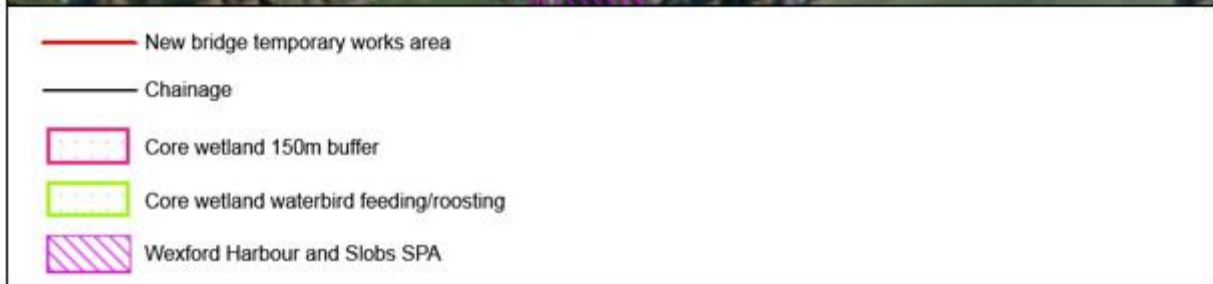 New bridge temporary works area
Chainage
Core wetland 150m buffer
Core wetland waterbird feeding/roosting
Wexford Harbour and Slobs SPA